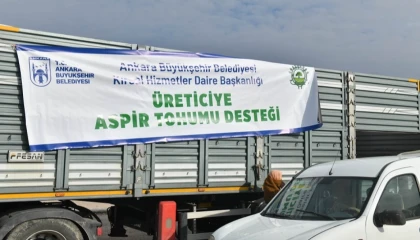 Ankara Büyükşehir Belediyesi
Kırsal Hizmetler Daire Başkanlığı
T.C.
ANKARA
BÜYÜKŞEHİR
BELEDİYESİ
ÜRETİCİYE
ASPİR TOHUMU DESTEĞİ